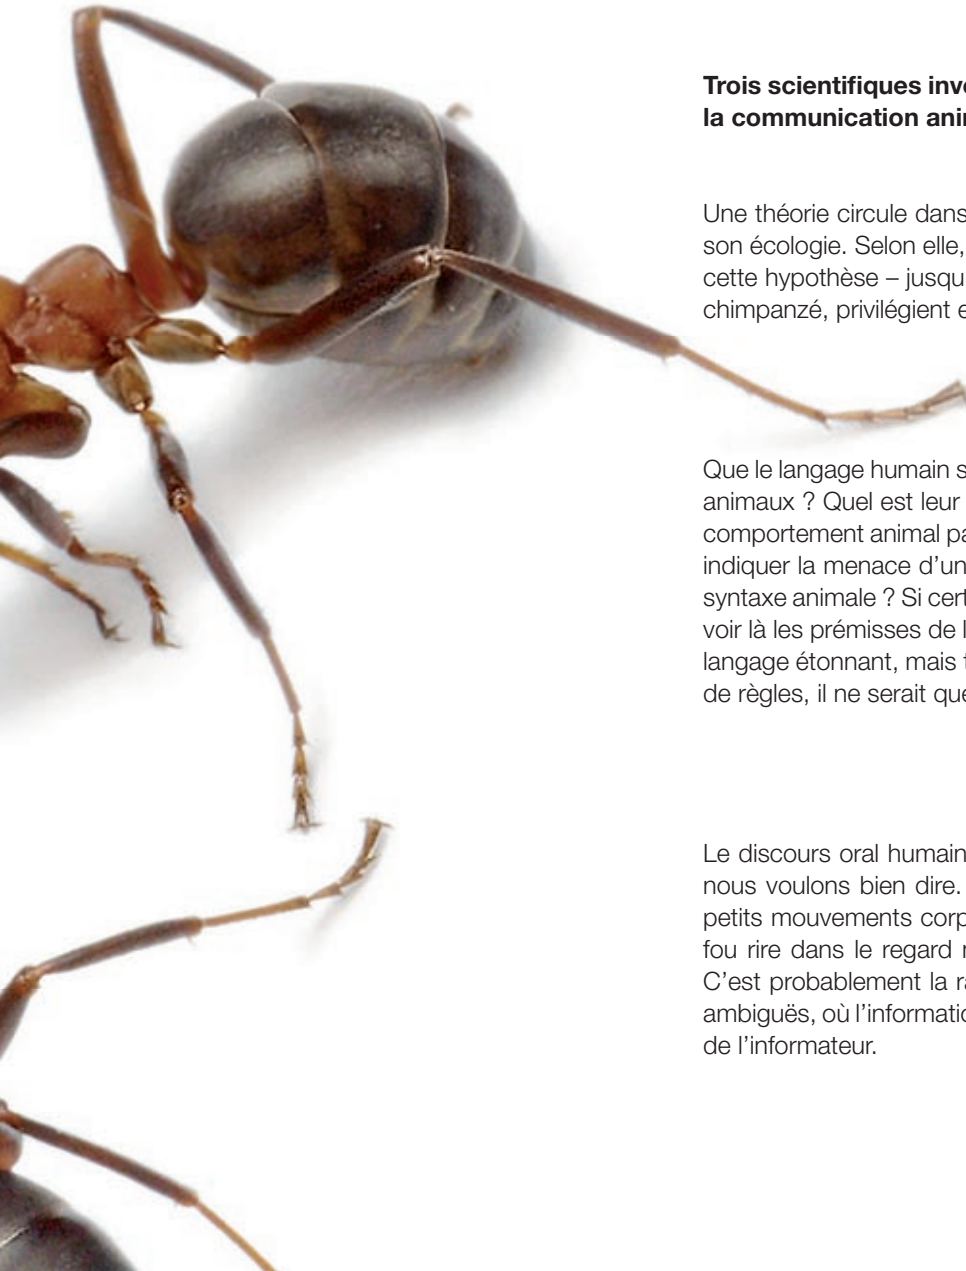 Trois scientifiques inv
la communication ani
Une théorie circule dans
son écologie. Selon elle,
cette hypothèse – jusqu
chimpanzé, privilégient e
Que le langage humain s
animaux ? Quel est leur
comportement animal pa
indiquer la menace d'un
syntaxe animale ? Si cert
voir là les prémisses de l
langage étonnant, mais t
de règles, il ne serait que
Le discours oral humain
nous voulons bien dire.
petits mouvements corp
fou rire dans le regard r
C'est probablement la ra
ambiguës, où l'informatio
de l'informateur.